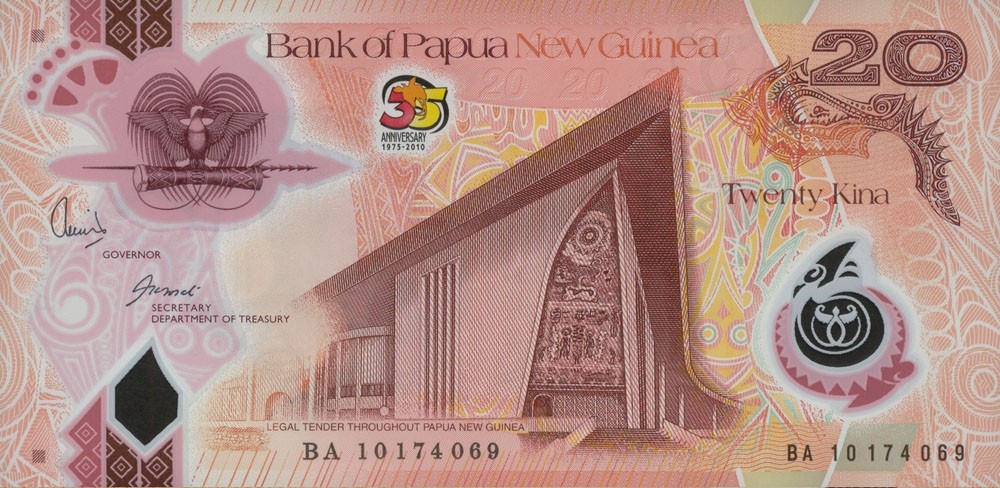 Bank of Papua New Guinea
20
35
ANNIVERSARY
1975-2010
Twenty Kina
GOVERNOR
SECRETARY
DEPARTMENT OF TREASURY
LEGAL TENDER THROUGHOUT PAPUA NEW GUINEA
BA 10174069
BA 10174069